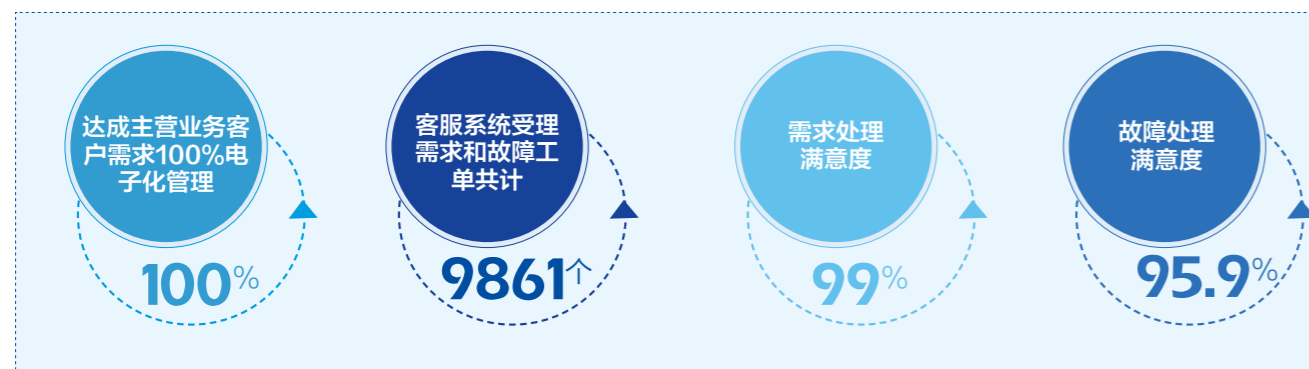 达成主营业务客
户需求100%电
子化管理
100%
客服系统受理
需求和故障工
单共计
9861个
需求处理
满意度
99%
故障处理
满意度
95.9%